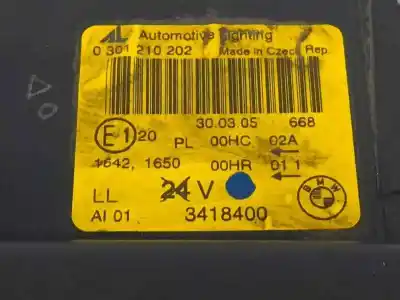 AL Automotive Lighting
0 301 210 202 Made in Czech Rep.
30.03.05 668
E1 20 PL 00HC 02A
1642, 1650 00HR 01 1
LL 24 V BMW
AI 01 3418400